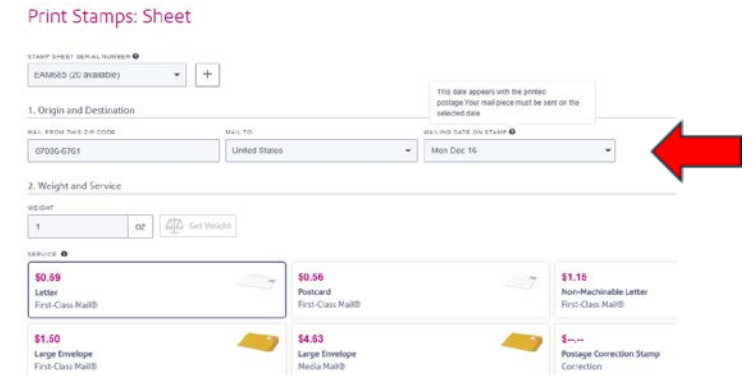 Print Stamps: Sheet
STAMP SHEET SERIAL NUMBER
EAM685 (20 available)
+
This date appears with the printed
postage. Your mail piece must be sent on the
selected date
1. Origin and Destination
MAIL FROM THIS ZIP CODE
MAIL TO
MAILING DATE ON STAMP
07036-6761
United States
Mon Dec 16
2. Weight and Service
WEIGHT
1
oz
Get Weight
SERVICE
$0.69
Letter
First-Class Mail®
$0.56
Postcard
First-Class Mail®
$1.15
Non-Machinable Letter
First-Class Mail®
$1.50
Large Envelope
First-Class Mail®
$4.63
Large Envelope
Media Mail®
$--.--
Postage Correction Stamp
Correction